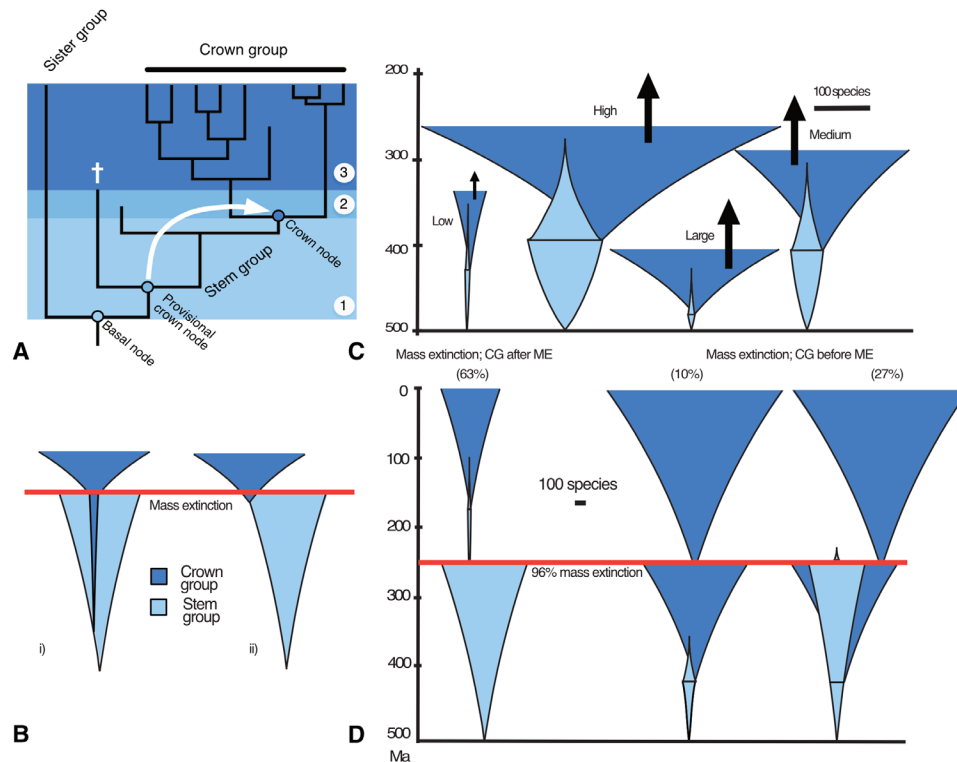 Sister group
Crown group
†
3
2
1
Crown node
Stem group
Provisional
crown node
Basal node
A
200
300
400
500
High
100 species
Medium
Low
Large
C
Mass extinction
Crown
group
Stem
group
i)
ii)
B
Mass extinction; CG after ME
(63%)
Mass extinction; CG before ME
(10%)
(27%)
0
100
200
300
400
500
Ma
100 species
96% mass extinction
D